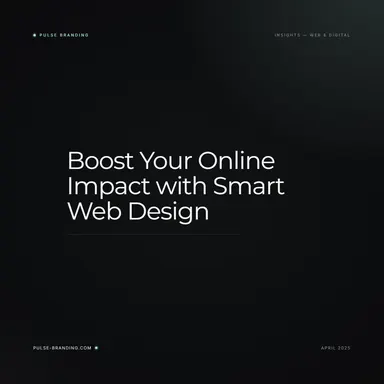 PULSE BRANDING
INSIGHTS — WEB & DIGITAL
Boost Your Online
Impact with Smart
Web Design
PULSE-BRANDING.COM
APRIL 2025